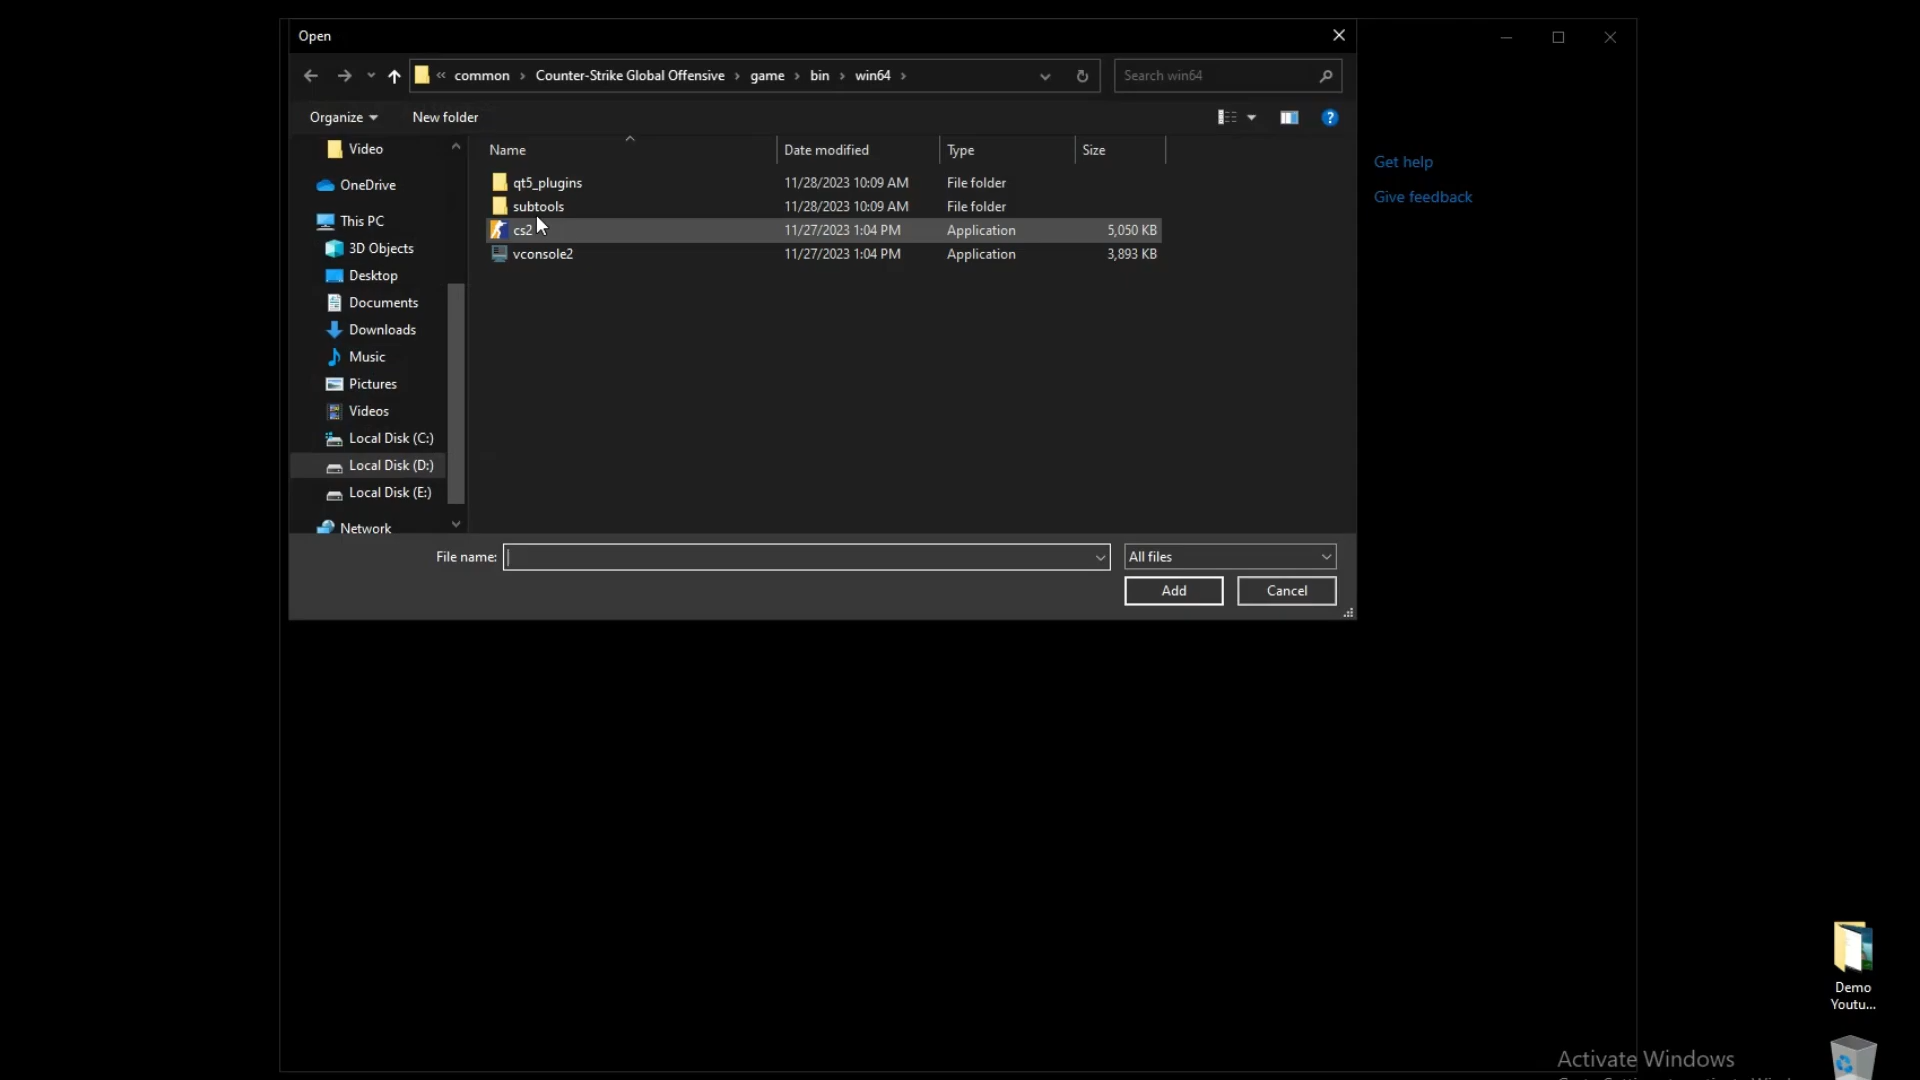 Open
« common › Counter-Strike Global Offensive › game › bin › win64 ›
Search win64
Organize
New folder
?
Get help
Give feedback
Video
OneDrive
This PC
3D Objects
Desktop
Documents
Downloads
Music
Pictures
Videos
Local Disk (C:)
Local Disk (D:)
Local Disk (E:)
Network
Name Date modified Type Size
qt5_plugins 11/28/2023 10:09 AM File folder
subtools 11/28/2023 10:09 AM File folder
cs2 11/27/2023 1:04 PM Application 5,050 KB
vconsole2 11/27/2023 1:04 PM Application 3,893 KB
File name:
All files
Add
Cancel
Demo
Youtu...
Activate Windows